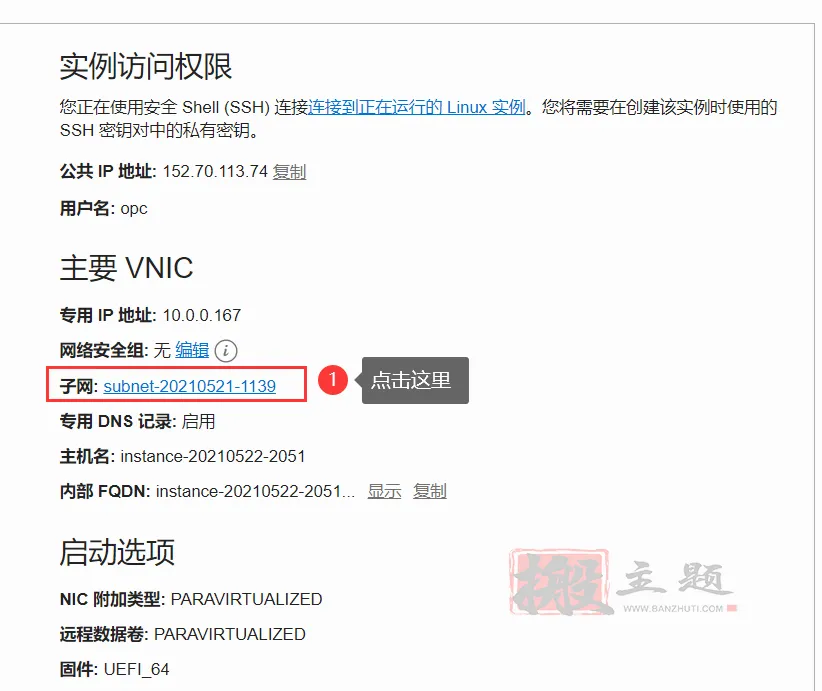 实例访问权限
您正在使用安全 Shell (SSH) 连接连接到正在运行的 Linux 实例。您将需要在创建该实例时使用的
SSH 密钥对中的私有密钥。
公共 IP 地址: 152.70.113.74 复制
用户名: opc
主要 VNIC
专用 IP 地址: 10.0.0.167
网络安全组: 无 编辑 i
子网: subnet-20210521-1139 1 点击这里
专用 DNS 记录: 启用
主机名: instance-20210522-2051
内部 FQDN: instance-20210522-2051... 显示 复制
启动选项
NIC 附加类型: PARAVIRTUALIZED
搬主题
WWW.BANZHUTI.COM
远程数据卷: PARAVIRTUALIZED
固件: UEFI_64